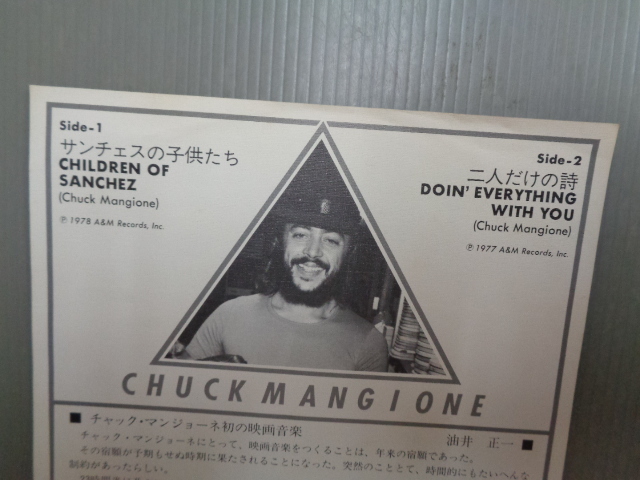 Side-1
サンチェスの子供たち
CHILDREN OF
SANCHEZ
(Chuck Mangione)
℗ 1978 A&M Records, Inc.
Side-2
二人だけの詩
DOIN' EVERYTHING
WITH YOU
(Chuck Mangione)
℗ 1977 A&M Records, Inc.
CHUCK MANGIONE
■ チャック・マンジョーネ初の映画音楽
油井 正一 ■
チャック・マンジョーネにとって、映画音楽をつくることは、年来の宿願であった。
その宿願が予期もせぬ時期に果たされることになった。突然のこととて、時間的にもたいへんな
制約があったらしい。